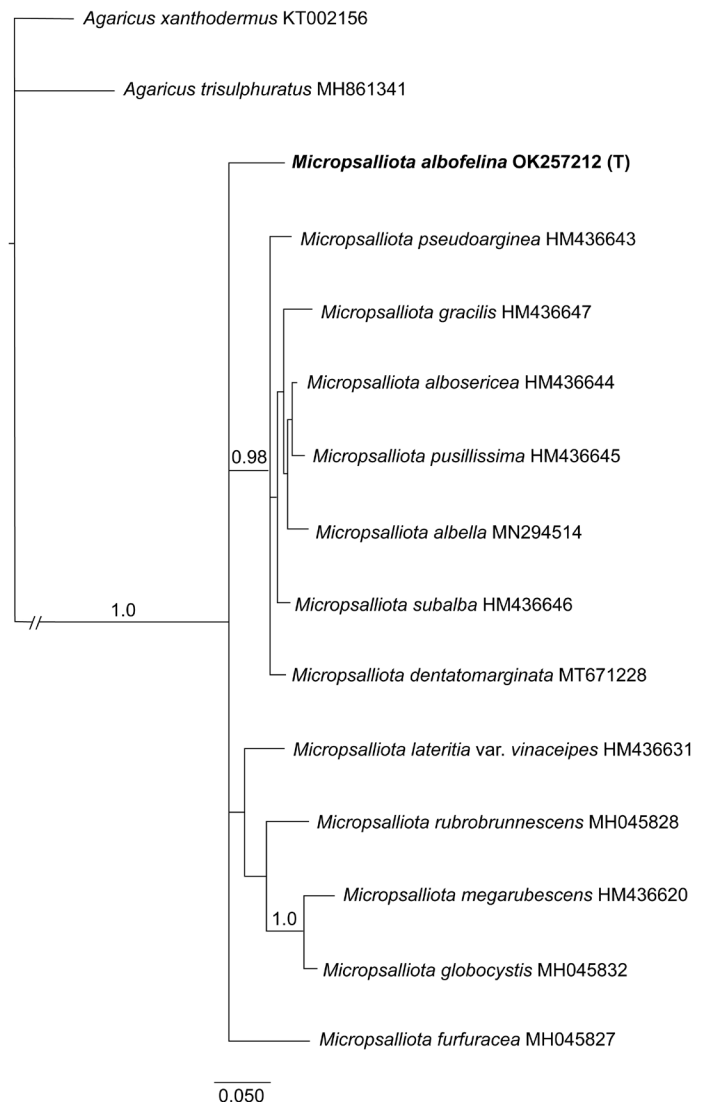 Agaricus xanthodermus KT002156
Agaricus trisulphuratus MH861341
Micropsalliota albofelina OK257212 (T)
Micropsalliota pseudoarginea HM436643
Micropsalliota gracilis HM436647
Micropsalliota albosericea HM436644
Micropsalliota pusillissima HM436645
0.98
Micropsalliota albella MN294514
Micropsalliota subalba HM436646
1.0
Micropsalliota dentatomarginata MT671228
Micropsalliota lateritia var. vinaceipes HM436631
Micropsalliota rubrobrunnescens MH045828
Micropsalliota megarubescens HM436620
1.0
Micropsalliota globocystis MH045832
Micropsalliota furfuracea MH045827
0.050